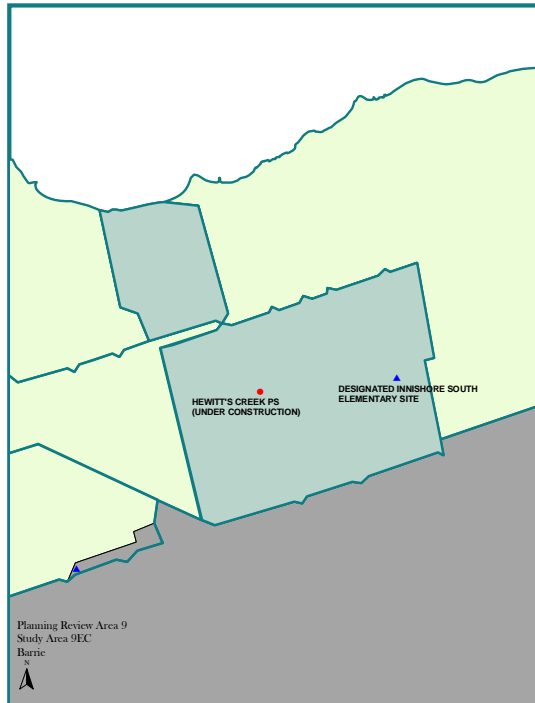 HEWITT'S CREEK PS
(UNDER CONSTRUCTION)
DESIGNATED INNISHORE SOUTH
ELEMENTARY SITE
Planning Review Area 9
Study Area 9EC
Barrie
N